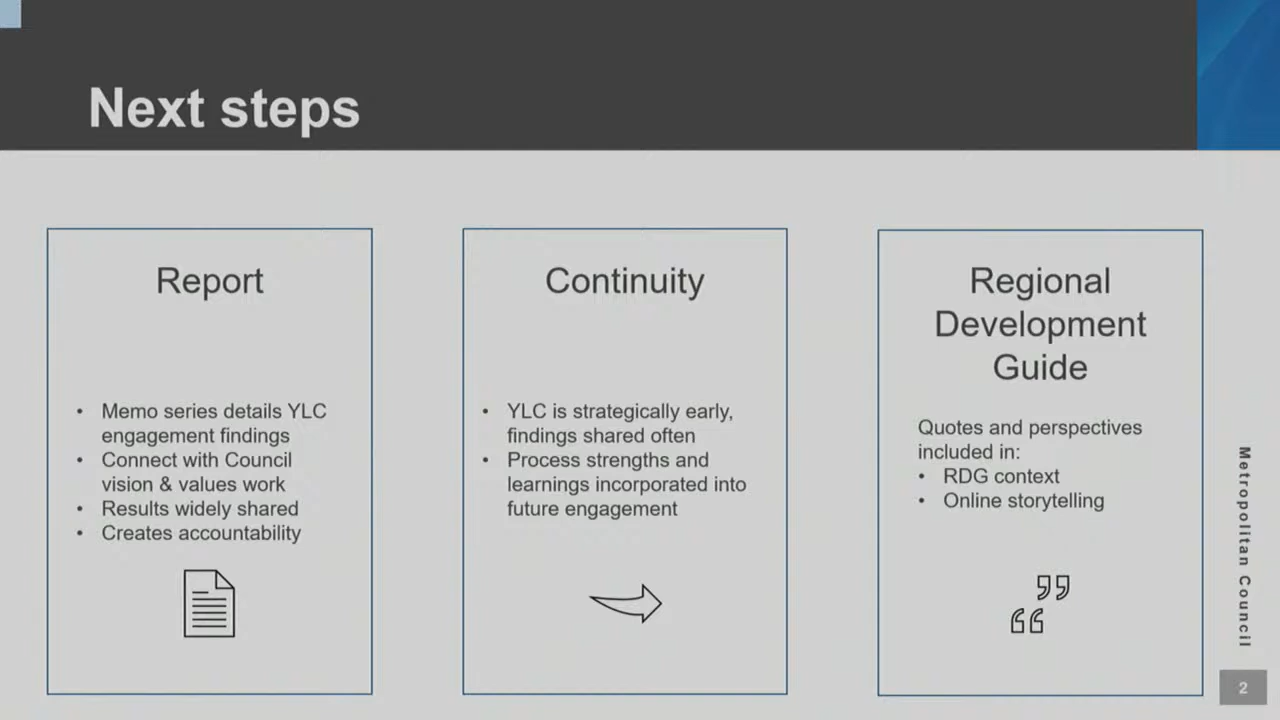 Next steps
Report
• Memo series details YLC
engagement findings
• Connect with Council
vision & values work
• Results widely shared
• Creates accountability
Continuity
• YLC is strategically early,
findings shared often
• Process strengths and
learnings incorporated into
future engagement
Regional
Development
Guide
Quotes and perspectives
included in:
• RDG context
• Online storytelling
Metropolitan Council
2